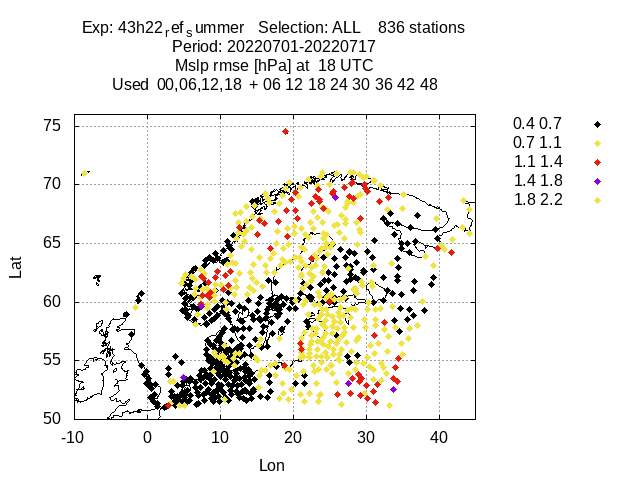 Exp: 43h22refsummer Selection: ALL 836 stations
Period: 20220701-20220717
Mslp rmse [hPa] at 18 UTC
Used 00,06,12,18 + 06 12 18 24 30 36 42 48
75
70
65
60
55
50
-10 0 10 20 30 40
Lat
Lon
0.4 0.7
0.7 1.1
1.1 1.4
1.4 1.8
1.8 2.2